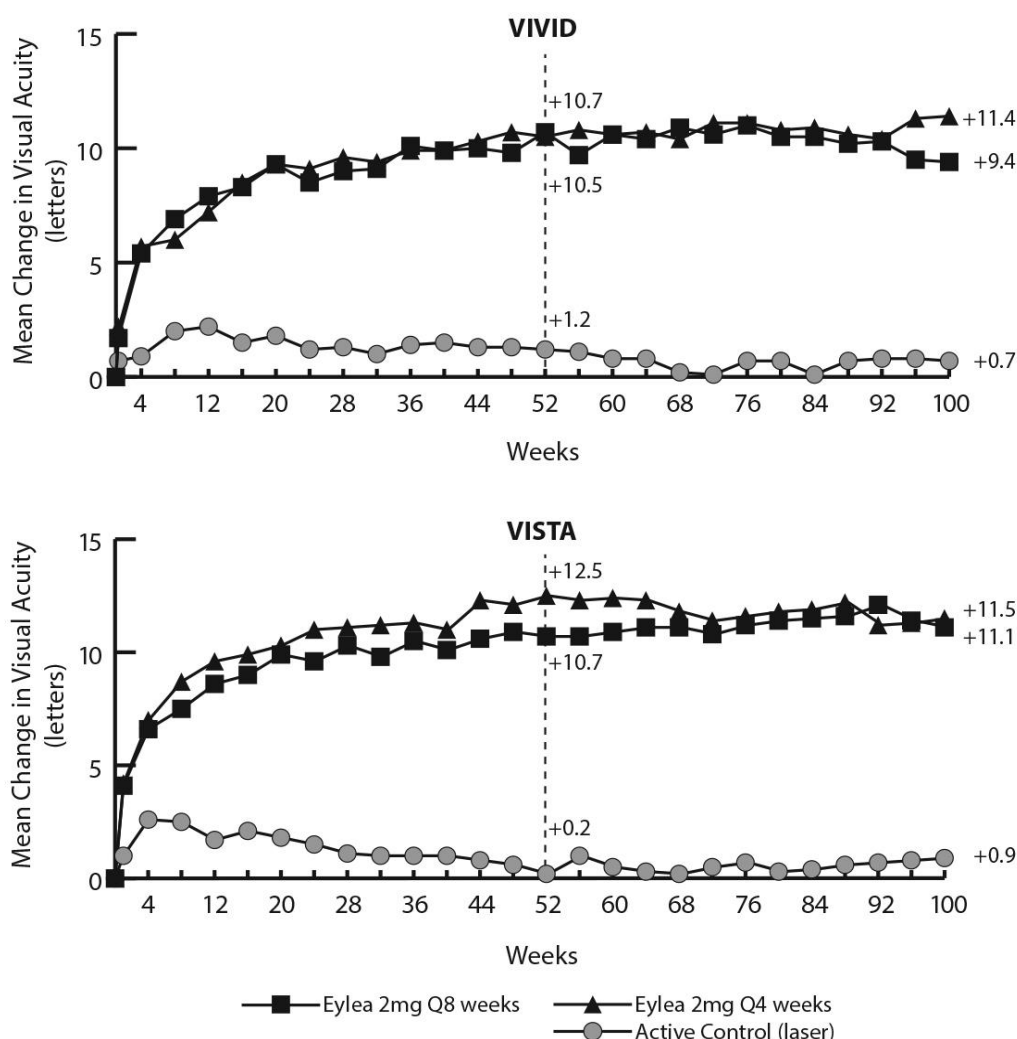 VIVID
15
10
5
0
Mean Change in Visual Acuity
(letters)
+10.7
+10.5
+1.2
+11.4
+9.4
+0.7
4 12 20 28 36 44 52 60 68 76 84 92 100
Weeks
VISTA
15
10
5
0
Mean Change in Visual Acuity
(letters)
+12.5
+10.7
+0.2
+11.5
+11.1
+0.9
4 12 20 28 36 44 52 60 68 76 84 92 100
Weeks
Eylea 2mg Q8 weeks
Eylea 2mg Q4 weeks
Active Control (laser)